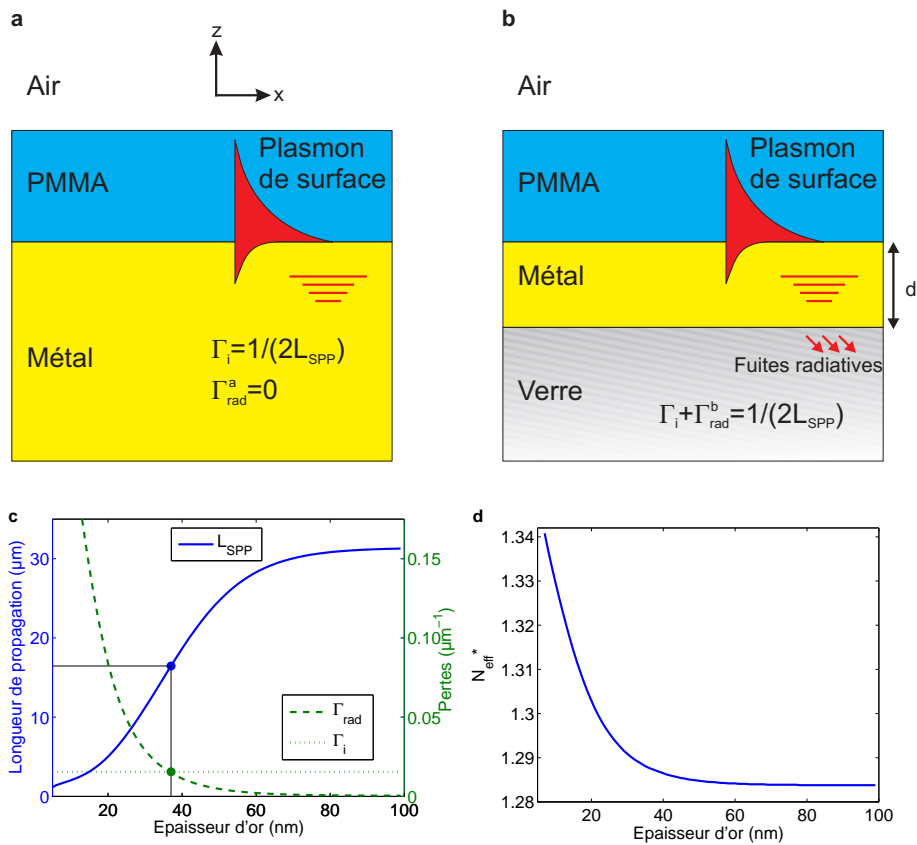 a
z
x
Air
PMMA
Plasmon
de surface
Métal
Γi=1/(2LSPP)
Γrad^a=0
b
Air
PMMA
Plasmon
de surface
Métal
d
Fuites radiatives
Verre
Γi+Γrad^b=1/(2LSPP)
c
LSPP
Longueur de propagation (µm)
0
10
20
30
Pertes (µm⁻¹)
0
0.05
0.10
0.15
Γrad
Γi
20
40
60
80
100
Epaisseur d'or (nm)
d
Neff*
1.34
1.33
1.32
1.31
1.3
1.29
1.28
20
40
60
80
100
Epaisseur d'or (nm)